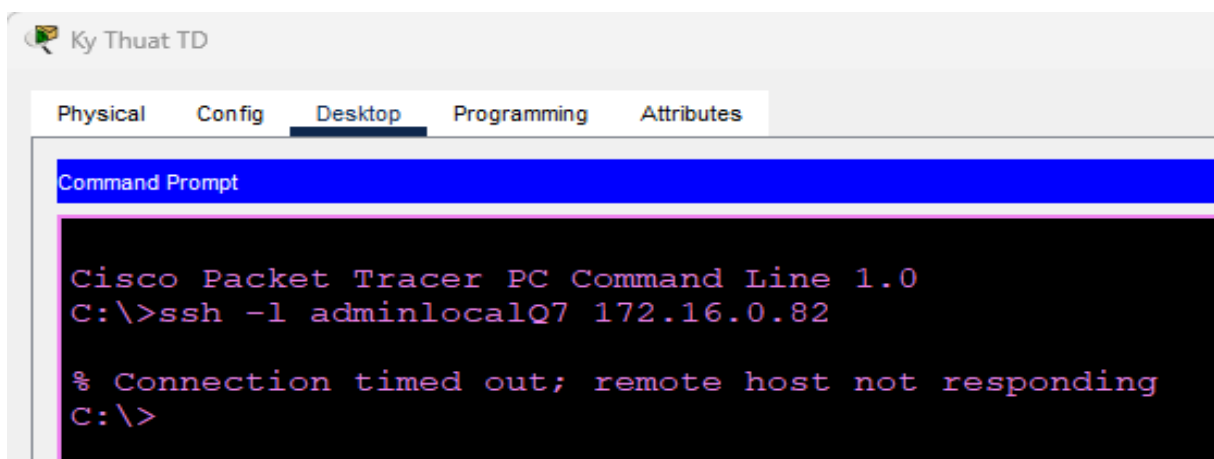 Ky Thuat TD
Physical Config Desktop Programming Attributes
Command Prompt
Cisco Packet Tracer PC Command Line 1.0
C:\>ssh -l adminlocalQ7 172.16.0.82
% Connection timed out; remote host not responding
C:\>